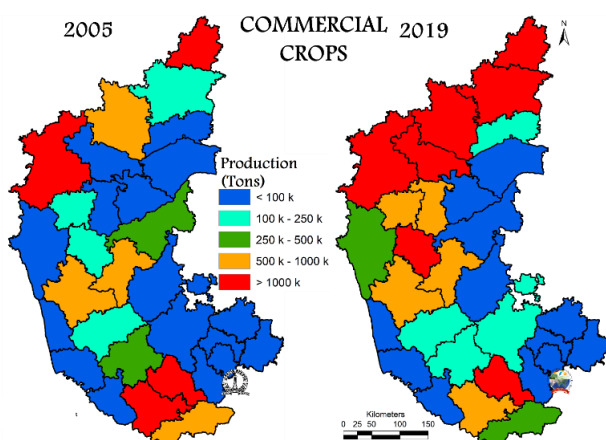 2005
COMMERCIAL
CROPS
2019
N
Production
(Tons)
< 100 k
100 k - 250 k
250 k - 500 k
500 k - 1000 k
> 1000 k
Kilometers
0 25 50 100 150